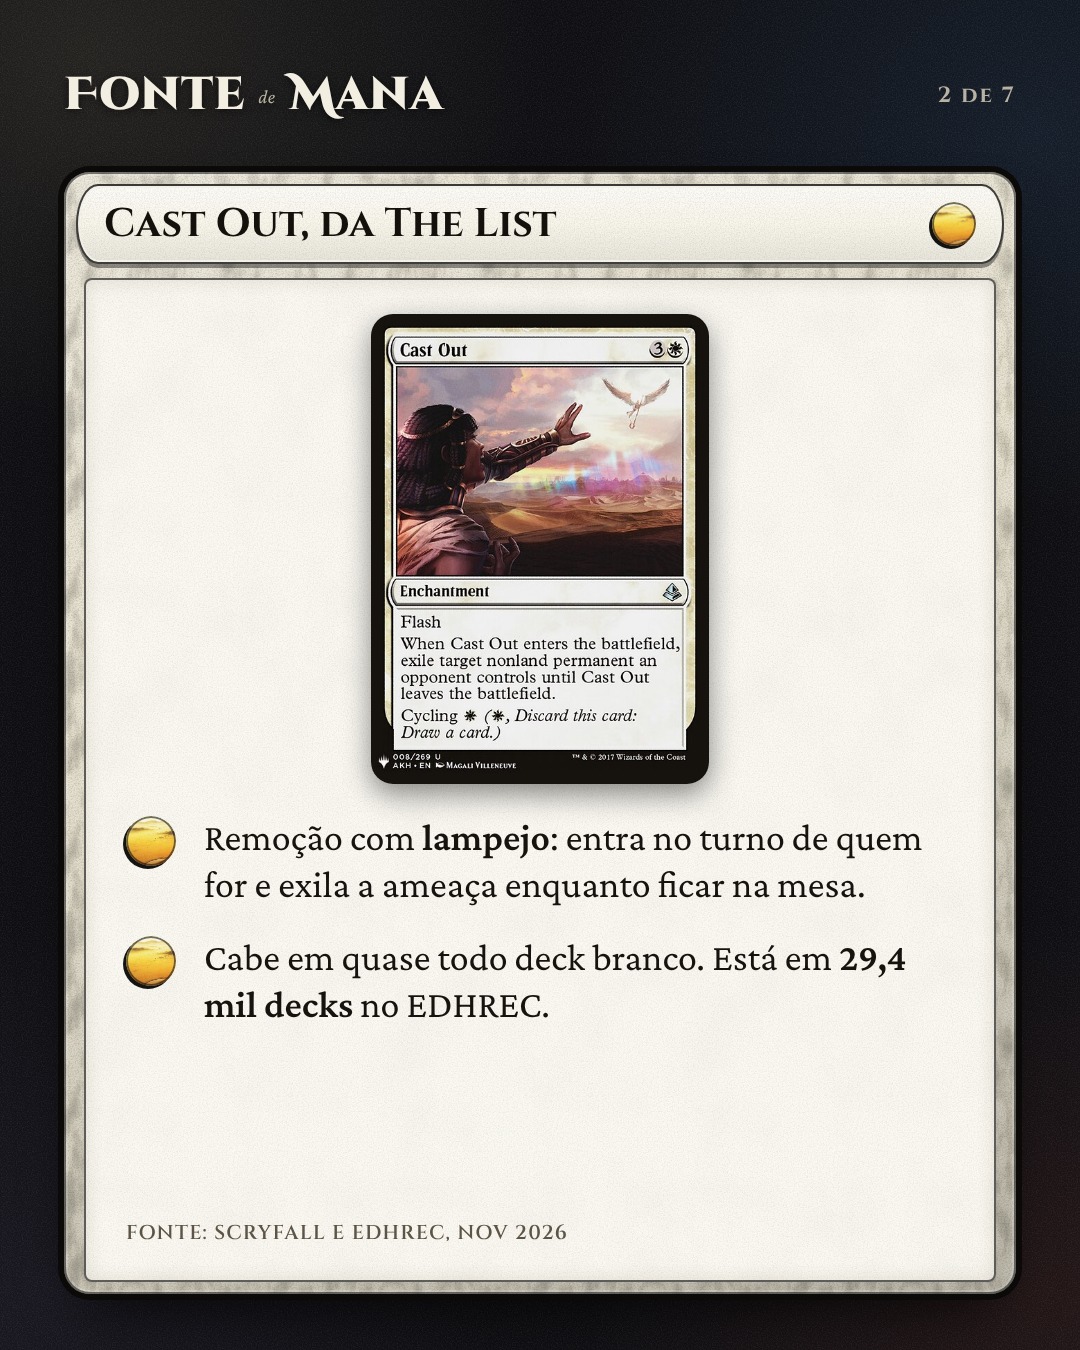 Fonte de Mana
2 DE 7
Cast Out, da The List
Cast Out
3
Enchantment
Flash
When Cast Out enters the battlefield,
exile target nonland permanent an
opponent controls until Cast Out
leaves the battlefield.
Cycling (, Discard this card:
Draw a card.)
008/269 U
AKH • EN Magali Villeneuve
™ & © 2017 Wizards of the Coast
Remoção com lampejo: entra no turno de quem
for e exila a ameaça enquanto ficar na mesa.
Cabe em quase todo deck branco. Está em 29,4
mil decks no EDHREC.
FONTE: SCRYFALL E EDHREC, NOV 2026